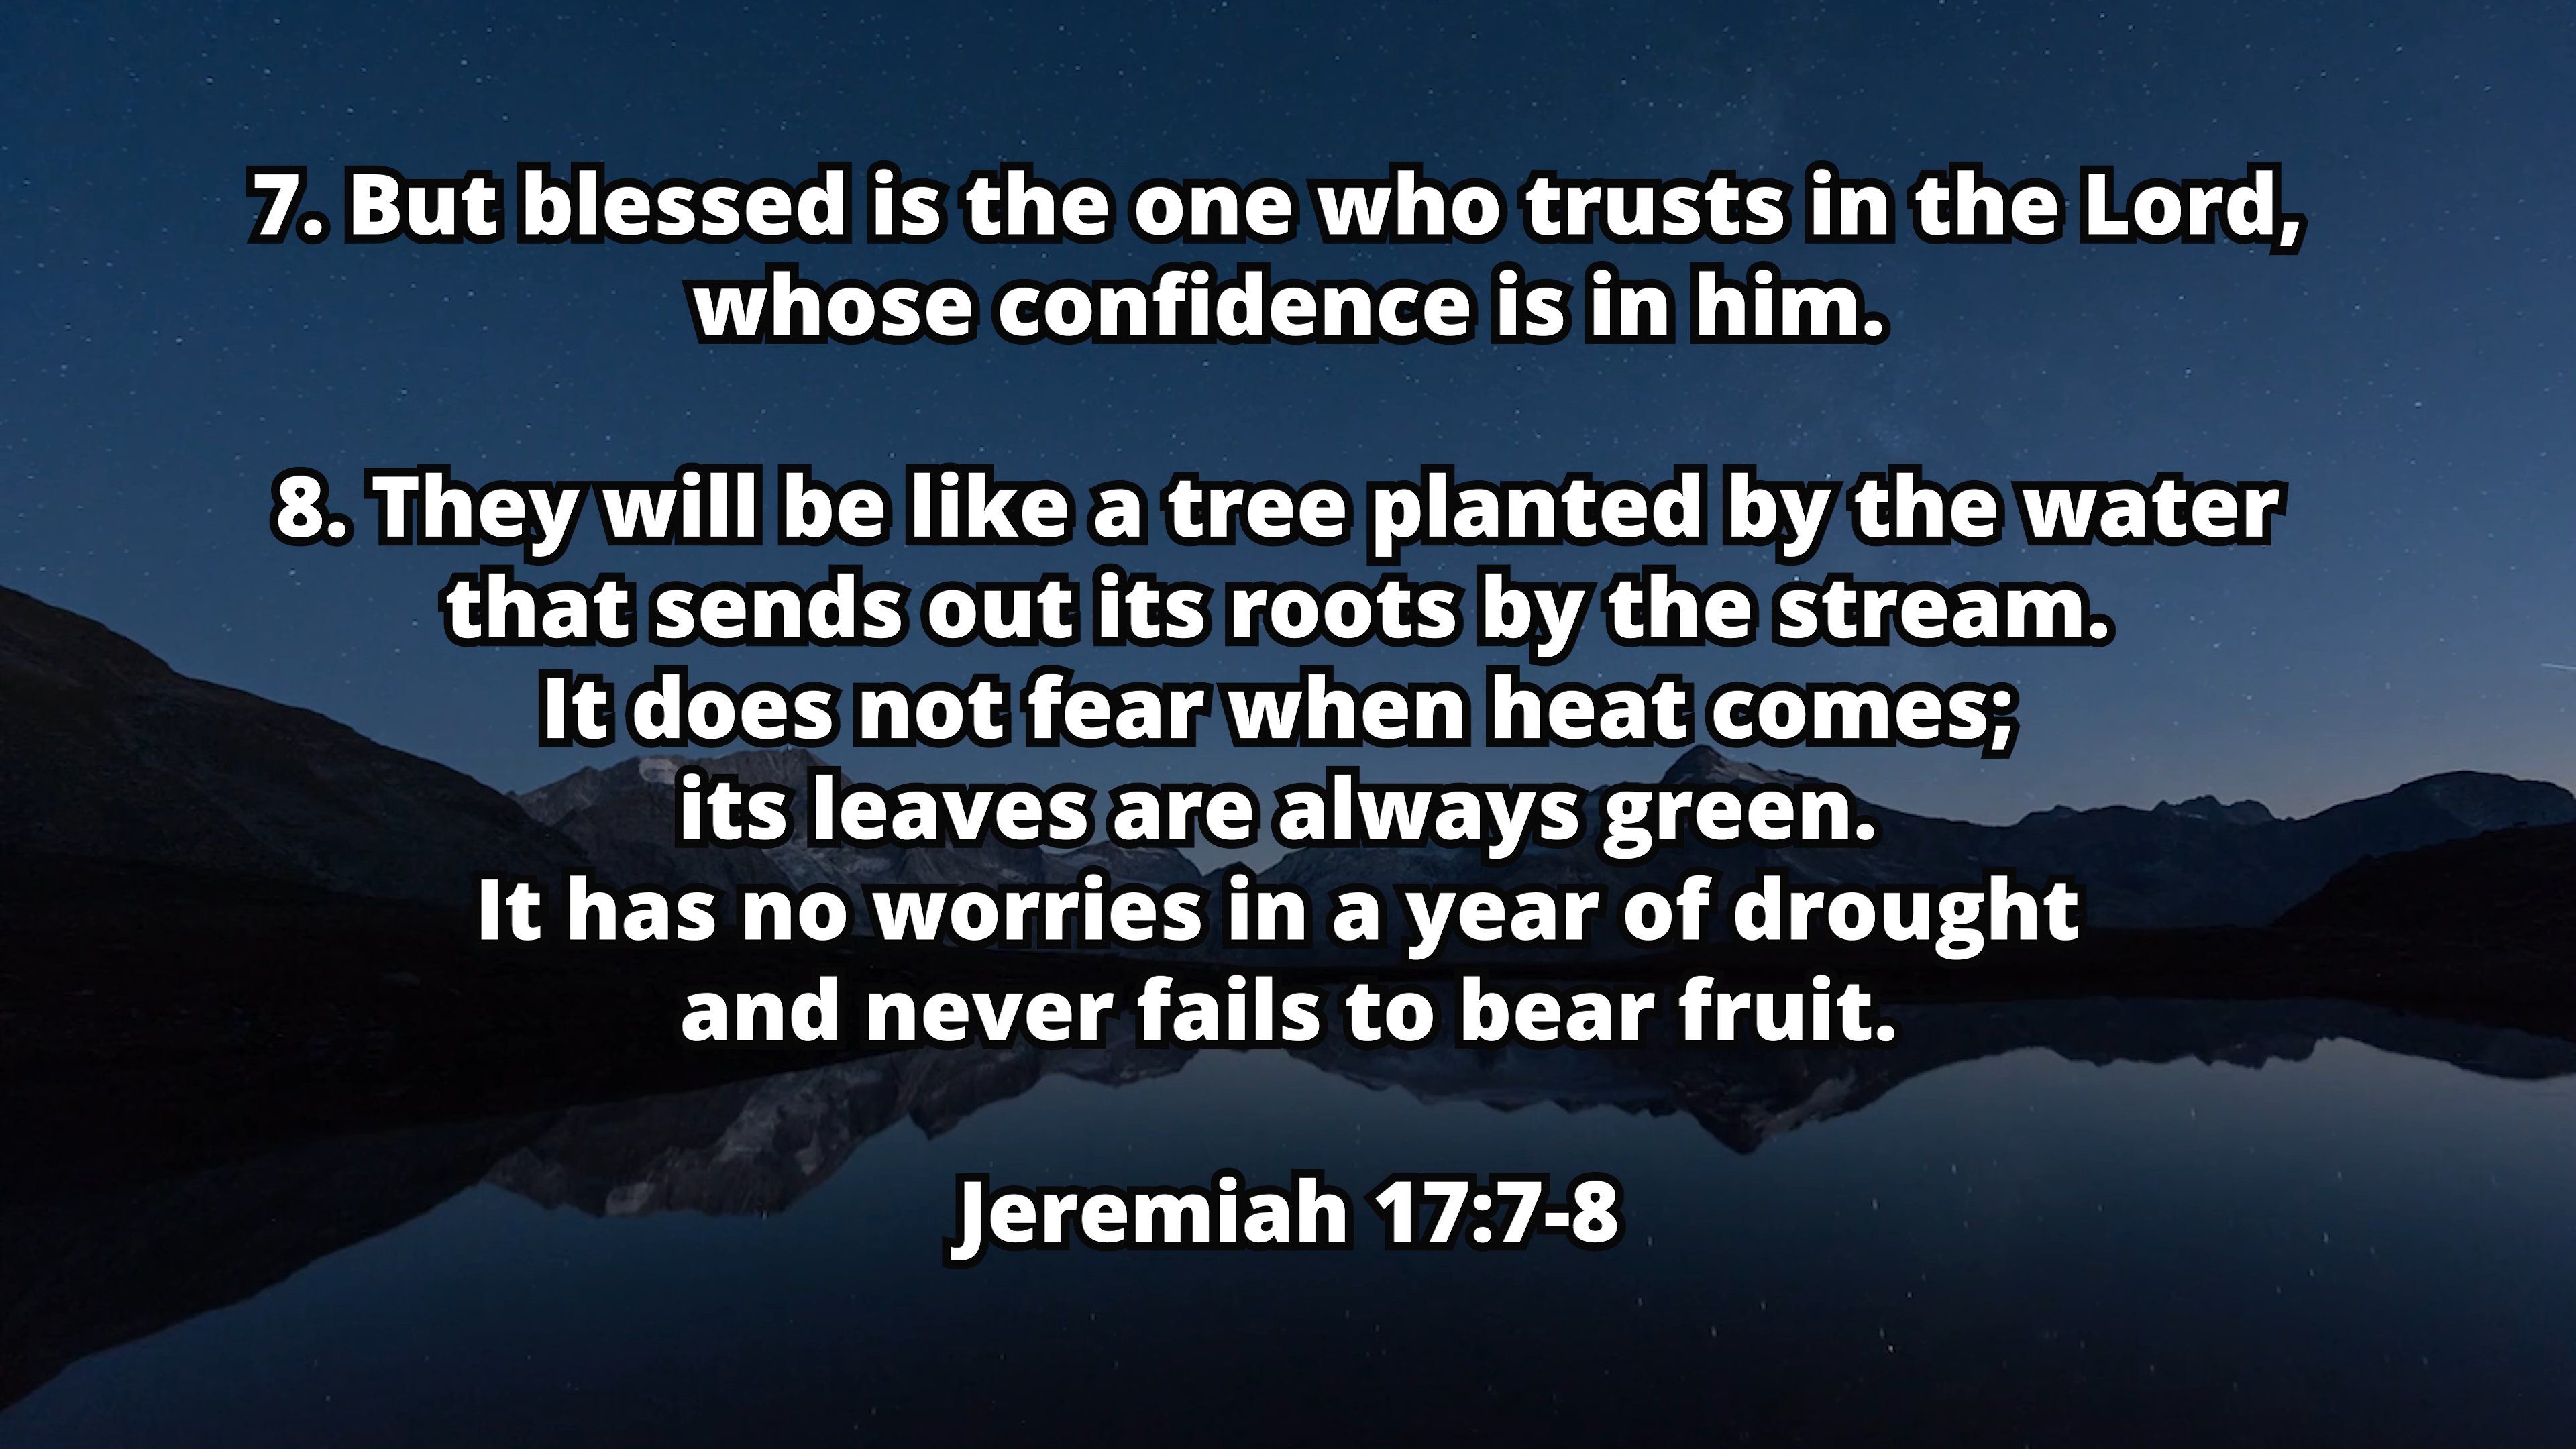 7. But blessed is the one who trusts in the Lord,
whose confidence is in him.
8. They will be like a tree planted by the water
that sends out its roots by the stream.
It does not fear when heat comes;
its leaves are always green.
It has no worries in a year of drought
and never fails to bear fruit.
Jeremiah 17:7-8